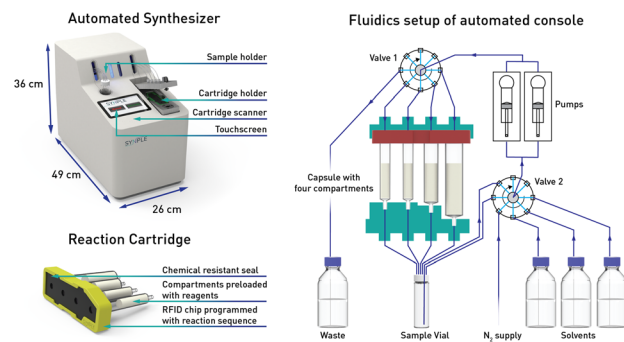 Automated Synthesizer
Fluidics setup of automated console
36 cm
49 cm
26 cm
Sample holder
Cartridge holder
Cartridge scanner
Touchscreen
SYNPLE
Valve 1
Pumps
Capsule with
four compartments
Valve 2
Reaction Cartridge
Chemical resistant seal
Compartments preloaded
with reagents
RFID chip programmed
with reaction sequence
Waste
Sample Vial
N2 supply
Solvents